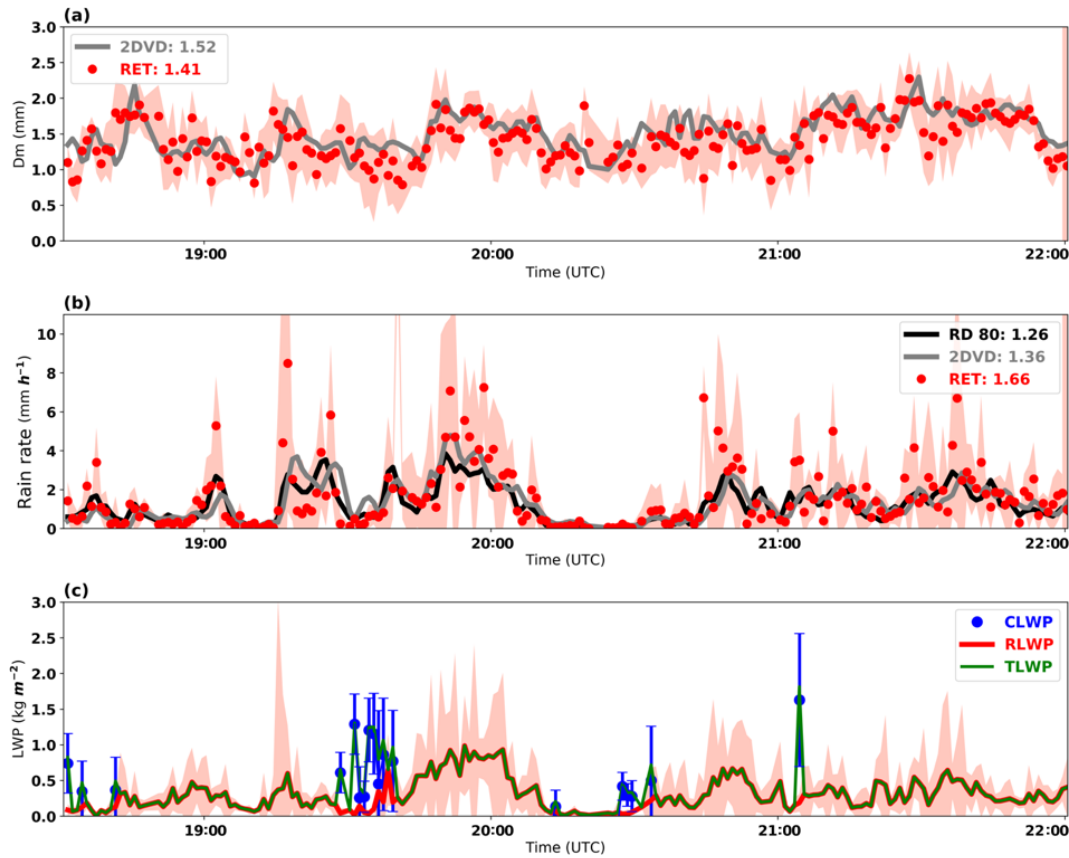 (a)
3.0
2.5
2.0
1.5
1.0
0.5
0.0
Dm (mm)
2DVD: 1.52
RET: 1.41
19:00
20:00
21:00
22:00
Time (UTC)
(b)
10
8
6
4
2
0
Rain rate (mm h⁻¹)
RD 80: 1.26
2DVD: 1.36
RET: 1.66
19:00
20:00
21:00
22:00
Time (UTC)
(c)
3.0
2.5
2.0
1.5
1.0
0.5
0.0
LWP (kg m⁻²)
CLWP
RLWP
TLWP
19:00
20:00
21:00
22:00
Time (UTC)